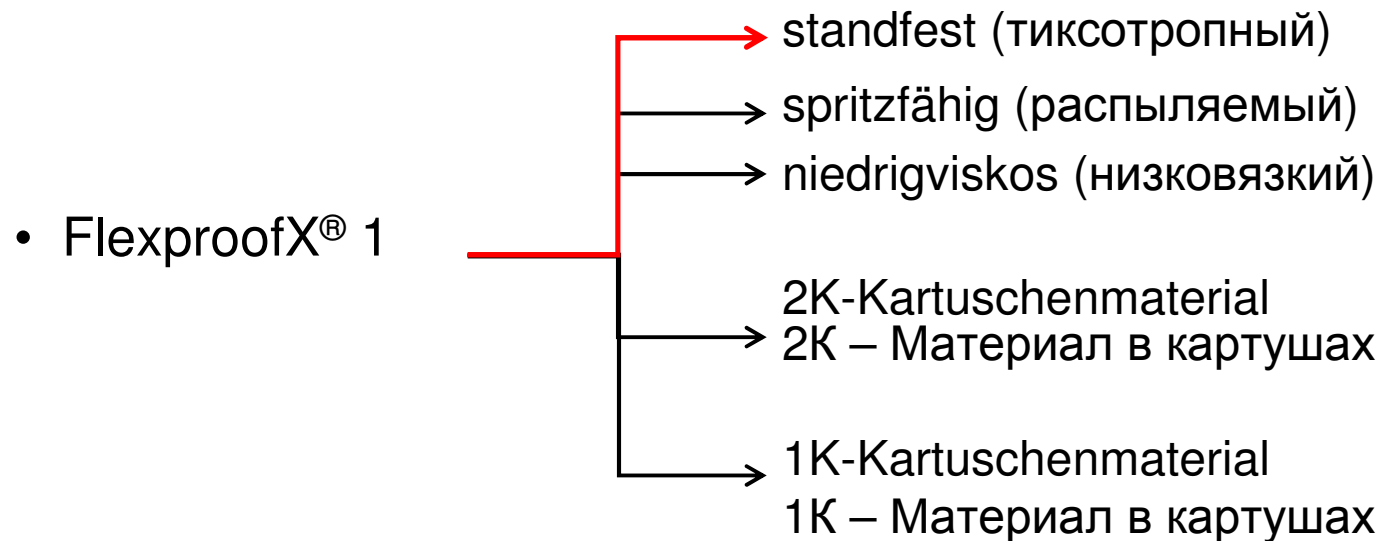 standfest (тиксотропный)
spritzfähig (распыляемый)
niedrigviskos (низковязкий)
• FlexproofX® 1
2K-Kartuschenmaterial
2К – Материал в картушах
1K-Kartuschenmaterial
1К – Материал в картушах